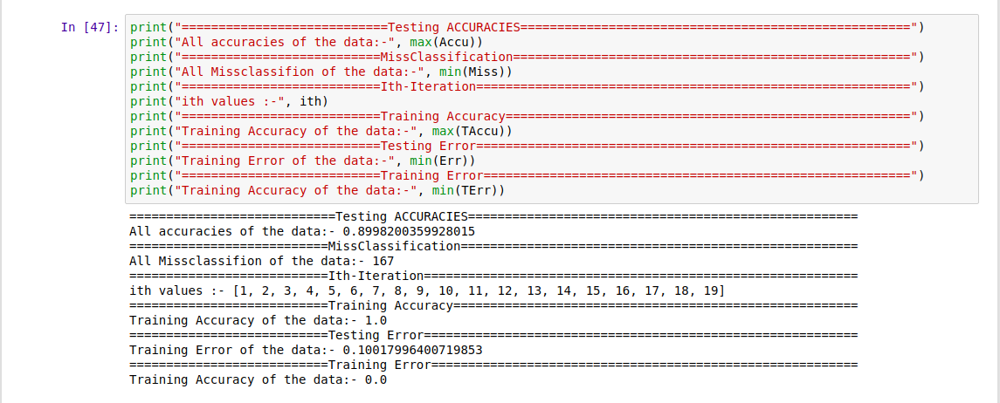 In [47]:
print("============================Testing ACCURACIES=====================================================")
print("All accuracies of the data:-", max(Accu))
print("===========================MissClassification======================================================")
print("All Missclassifion of the data:-", min(Miss))
print("===========================Ith-Iteration===========================================================")
print("ith values :-", ith)
print("===========================Training Accuracy=======================================================")
print("Training Accuracy of the data:-", max(TAccu))
print("===========================Testing Error===========================================================")
print("Training Error of the data:-", min(Err))
print("===========================Training Error==========================================================")
print("Training Accuracy of the data:-", min(TErr))
============================Testing ACCURACIES=====================================================
All accuracies of the data:- 0.8998200359928015
===========================MissClassification======================================================
All Missclassifion of the data:- 167
===========================Ith-Iteration===========================================================
ith values :- [1, 2, 3, 4, 5, 6, 7, 8, 9, 10, 11, 12, 13, 14, 15, 16, 17, 18, 19]
===========================Training Accuracy=======================================================
Training Accuracy of the data:- 1.0
===========================Testing Error===========================================================
Training Error of the data:- 0.10017996400719853
===========================Training Error==========================================================
Training Accuracy of the data:- 0.0